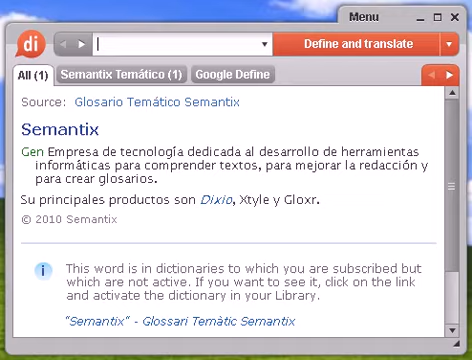 Menu
di
Define and translate
All (1) Semantix Temático (1) Google Define
Source: Glosario Temático Semantix
Semantix
Gen Empresa de tecnología dedicada al desarrollo de herramientas
informáticas para comprender textos, para mejorar la redacción y
para crear glosarios.
Su principales productos son Dixio, Xtyle y Gloxr.
© 2010 Semantix
i
This word is in dictionaries to which you are subscribed but
which are not active. If you want to see it, click on the link
and activate the dictionary in your Library.
"Semantix" - Glossari Temàtic Semantix